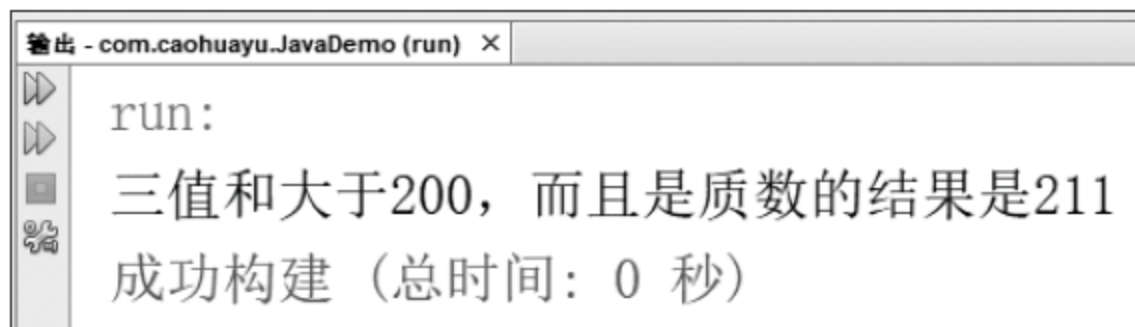 输出 - com.caohuayu.JavaDemo (run) ×
run:
三值和大于200，而且是质数的结果是211
成功构建 (总时间: 0 秒)